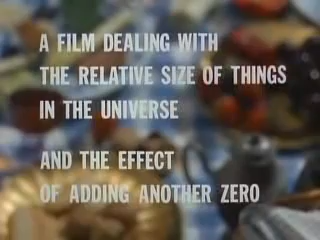 A FILM DEALING WITH
THE RELATIVE SIZE OF THINGS
IN THE UNIVERSE
AND THE EFFECT
OF ADDING ANOTHER ZERO